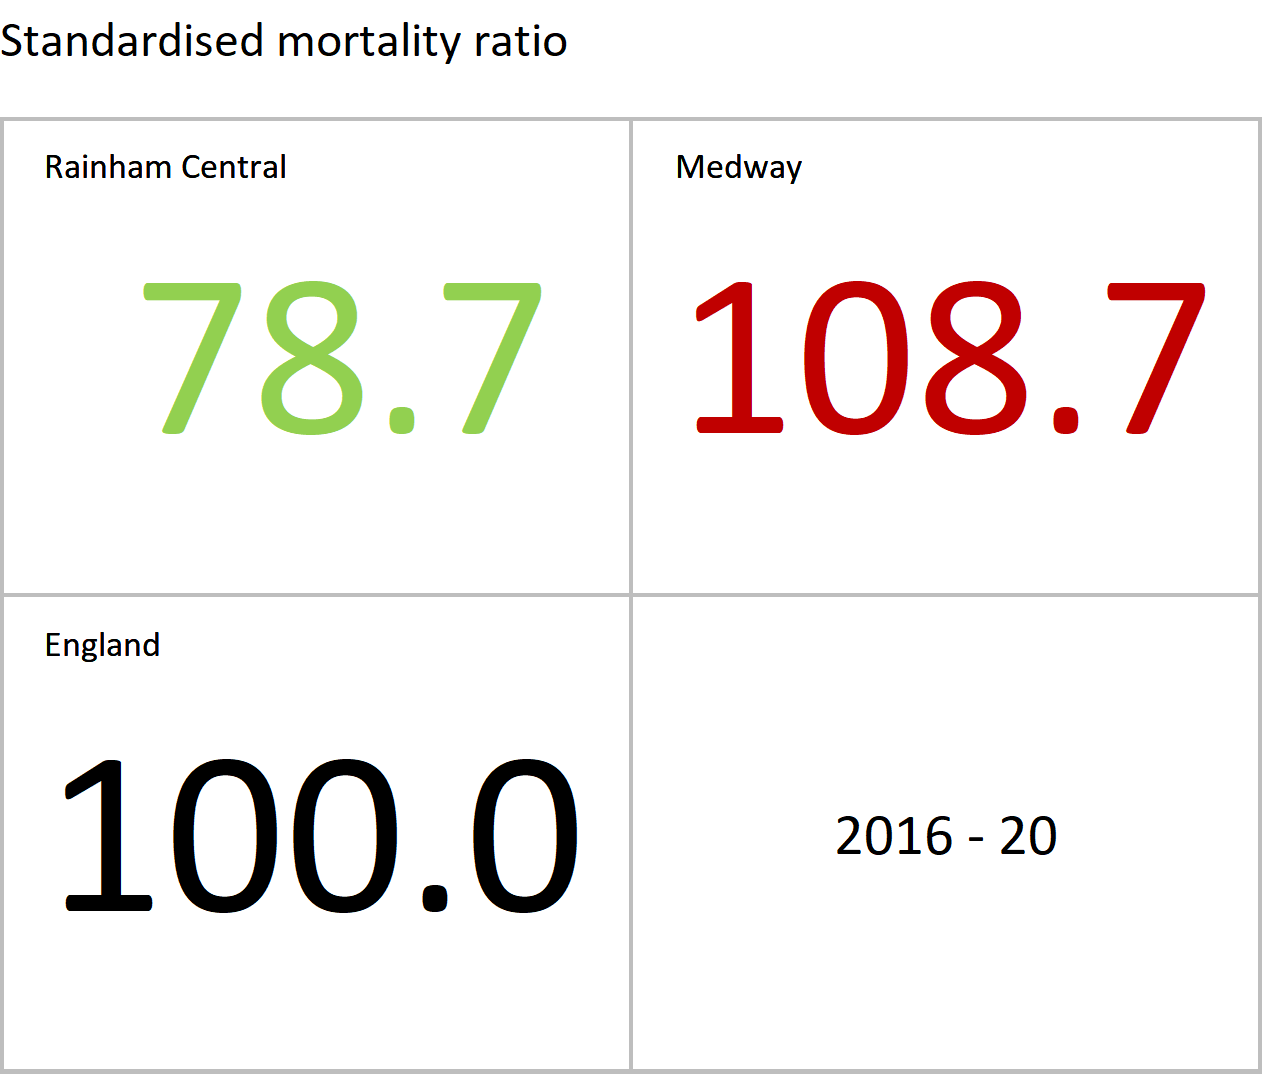 Standardised mortality ratio
Rainham Central
78.7
Medway
108.7
England
100.0
2016 - 20